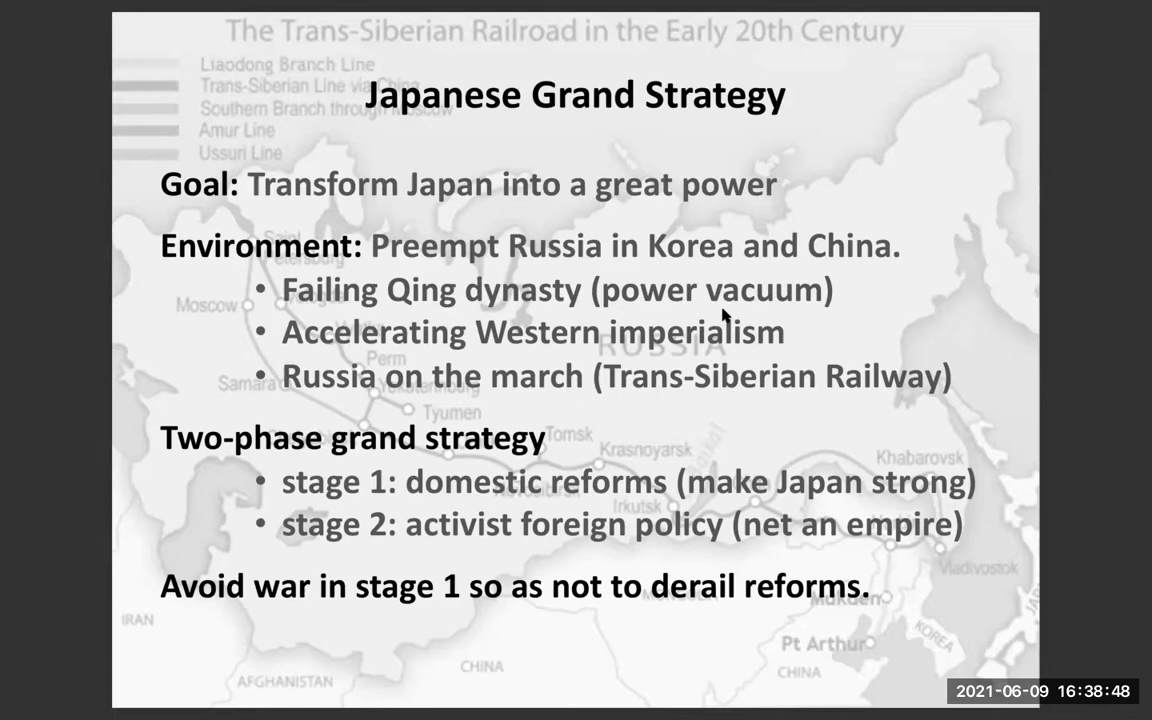 The Trans-Siberian Railroad in the Early 20th Century
Liaodong Branch Line
Trans-Siberian Line via China
Southern Branch through Moscow
Amur Line
Ussuri Line
Japanese Grand Strategy
Goal: Transform Japan into a great power
Environment: Preempt Russia in Korea and China.
• Failing Qing dynasty (power vacuum)
• Accelerating Western imperialism
• Russia on the march (Trans-Siberian Railway)
Two-phase grand strategy
• stage 1: domestic reforms (make Japan strong)
• stage 2: activist foreign policy (net an empire)
Avoid war in stage 1 so as not to derail reforms.
Moscow
RUSSIA
Perm
Samara
Tyumen
Tomsk
Krasnoyarsk
Irkutsk
Khabarovsk
Vladivostok
Mukden
Pt Arthur
KOREA
CHINA
CHINA
IRAN
AFGHANISTAN
2021-06-09 16:38:48